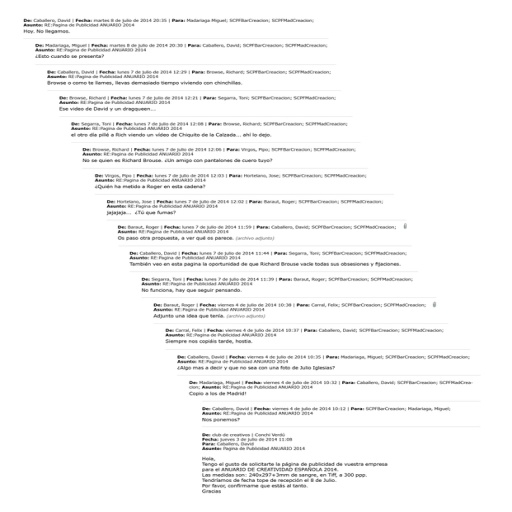 De: Caballero, David | Fecha: martes 8 de julio de 2014 20:35 | Para: Madariaga Miguel; SCPFBarCreacion; SCPFMadCreacion;
Asunto: RE:Pagina de Publicidad ANUARIO 2014
Hoy. No llegamos.
De: Madariaga, Miguel | Fecha: martes 8 de julio de 2014 20:30 | Para: Caballero, David; SCPFBarCreacion; SCPFMadCreacion;
Asunto: RE:Pagina de Publicidad ANUARIO 2014
¿Esto cuando se presenta?
De: Caballero, David | Fecha: lunes 7 de julio de 2014 12:29 | Para: Browse, Richard; SCPFBarCreacion; SCPFMadCreacion;
Asunto: RE:Pagina de Publicidad ANUARIO 2014
Browse o como te llames, llevas demasiado tiempo viviendo con chinchillas.
De: Browse, Richard | Fecha: lunes 7 de julio de 2014 12:21 | Para: Segarra, Toni; SCPFBarCreacion; SCPFMadCreacion;
Asunto: RE:Pagina de Publicidad ANUARIO 2014
Ese video de David y un dragqueen...
De: Segarra, Toni | Fecha: lunes 7 de julio de 2014 12:08 | Para: Browse, Richard; SCPFBarCreacion; SCPFMadCreacion;
Asunto: RE:Pagina de Publicidad ANUARIO 2014
el otro día pillé a Rich viendo un vídeo de Chiquito de la Calzada... ahí lo dejo.
De: Browse, Richard | Fecha: lunes 7 de julio de 2014 12:06 | Para: Virgos, Pipo; SCPFBarCreacion; SCPFMadCreacion;
Asunto: RE:Pagina de Publicidad ANUARIO 2014
No se quien es Richard Brouse. ¿Un amigo con pantalones de cuero tuyo?
De: Virgos, Pipo | Fecha: lunes 7 de julio de 2014 12:03 | Para: Hortelano, Jose; SCPFBarCreacion; SCPFMadCreacion;
Asunto: RE:Pagina de Publicidad ANUARIO 2014
¿Quién ha metido a Roger en esta cadena?
De: Hortelano, Jose | Fecha: lunes 7 de julio de 2014 12:02 | Para: Baraut, Roger; SCPFBarCreacion; SCPFMadCreacion;
Asunto: RE:Pagina de Publicidad ANUARIO 2014
Jajajaja... ¿Tú que fumas?
De: Baraut, Roger | Fecha: lunes 7 de julio de 2014 11:59 | Para: Caballero, David; SCPFBarCreacion; SCPFMadCreacion;
Asunto: RE:Pagina de Publicidad ANUARIO 2014
Os paso otra propuesta, a ver qué os parece. (archivo adjunto)
De: Caballero, David | Fecha: lunes 7 de julio de 2014 11:44 | Para: Segarra, Toni; SCPFBarCreacion; SCPFMadCreacion;
Asunto: RE:Pagina de Publicidad ANUARIO 2014
También veo en esta pagina la oportunidad de que Richard Brouse vacíe todas sus obsesiones y fijaciones.
De: Segarra, Toni | Fecha: lunes 7 de julio de 2014 11:39 | Para: Baraut, Roger; SCPFBarCreacion; SCPFMadCreacion;
Asunto: RE:Pagina de Publicidad ANUARIO 2014
No funciona, hay que seguir pensando.
De: Baraut, Roger | Fecha: viernes 4 de julio de 2014 10:38 | Para: Carral, Felix; SCPFBarCreacion; SCPFMadCreacion;
Asunto: RE:Pagina de Publicidad ANUARIO 2014
Adjunto una idea que tenía. (archivo adjunto)
De: Carral, Felix | Fecha: viernes 4 de julio de 2014 10:37 | Para: Caballero, David; SCPFBarCreacion; SCPFMadCreacion;
Asunto: RE:Pagina de Publicidad ANUARIO 2014
Siempre nos copiáis tarde, hostia.
De: Caballero, David | Fecha: viernes 4 de julio de 2014 10:35 | Para: Madariaga, Miguel; SCPFBarCreacion; SCPFMadCreacion;
Asunto: RE:Pagina de Publicidad ANUARIO 2014
¿Algo mas a decir y que no sea con una foto de Julio Iglesias?
De: Madariaga, Miguel | Fecha: viernes 4 de julio de 2014 10:32 | Para: Caballero, David; SCPFBarCreacion; SCPFMadCrea-
cion; Asunto: RE:Pagina de Publicidad ANUARIO 2014
Copio a los de Madrid!
De: Caballero, David | Fecha: viernes 4 de julio de 2014 10:12 | Para: SCPFBarCreacion; Madariaga, Miguel;
Asunto: RE:Pagina de Publicidad ANUARIO 2014
Nos ponemos?
De: club de creativos | Conchi Verdú
Fecha: jueves 3 de julio de 2014 11:08
Para: Caballero, David
Asunto: Pagina de Publicidad ANUARIO 2014
Hola,
Tengo el gusto de solicitarte la página de publicidad de vuestra empresa
para el ANUARIO DE CREATIVIDAD ESPAÑOLA 2014.
Las medidas son: 240x297+3mm de sangre, en Tiff, a 300 ppp.
Tendríamos de fecha tope de recepción el 8 de Julio.
Por favor, confirmame que estás al tanto.
Gracias